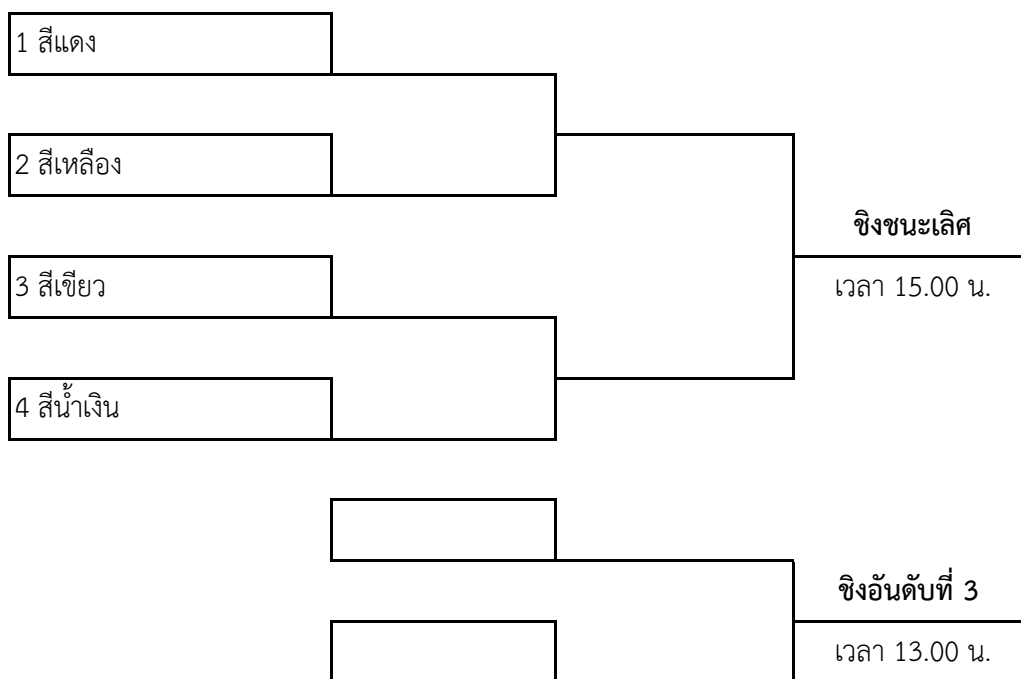 1 สีแดง
2 สีเหลือง
ชิงชนะเลิศ
3 สีเขียว
เวลา 15.00 น.
4 สีน้ำเงิน
ชิงอันดับที่ 3
เวลา 13.00 น.